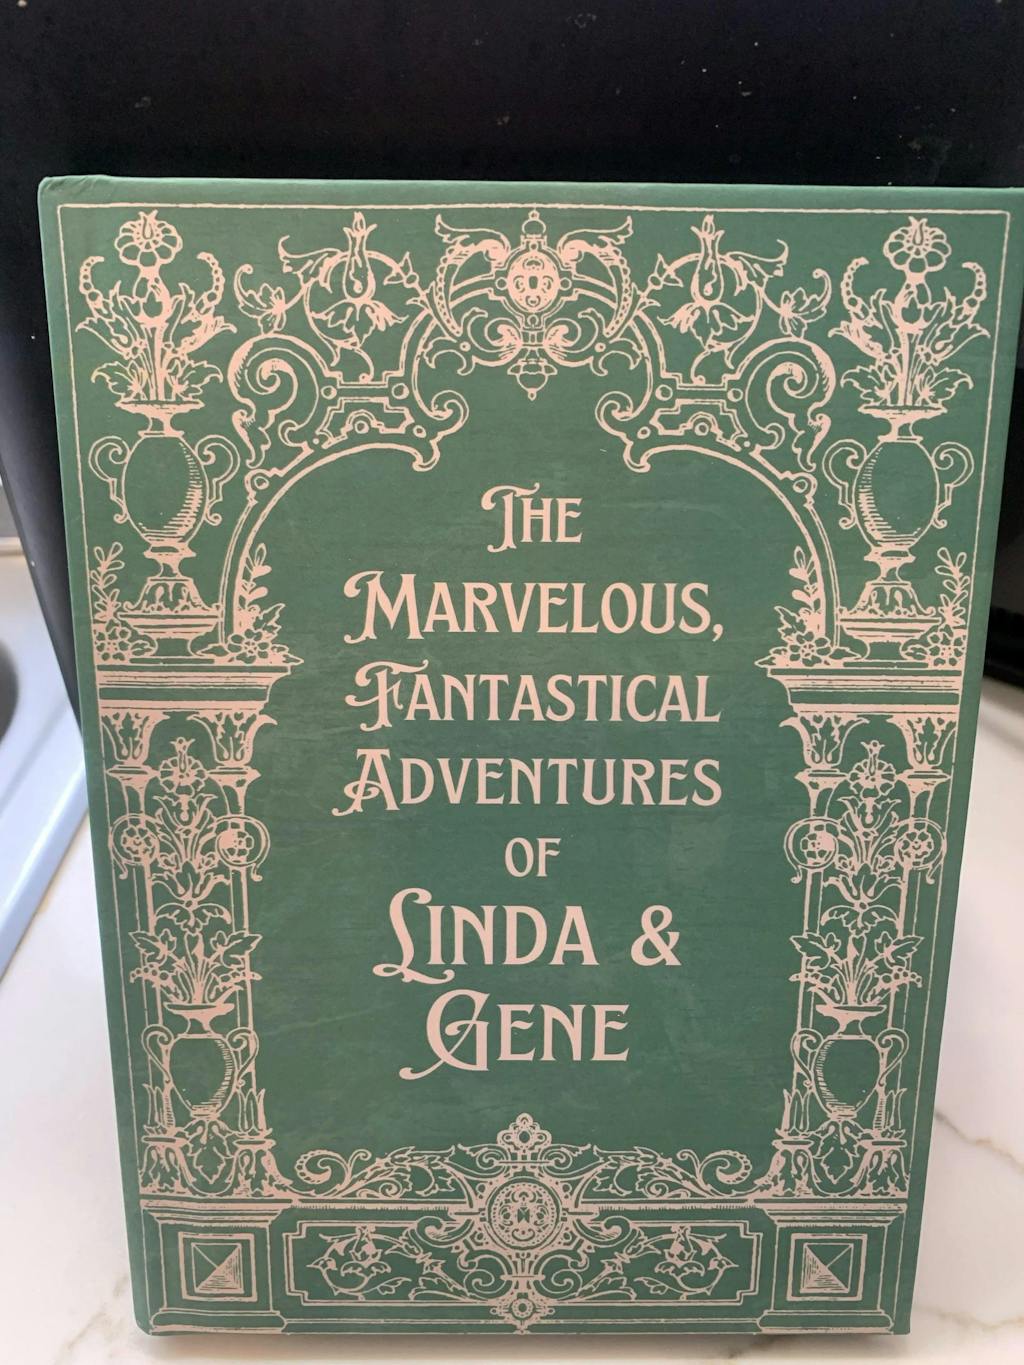 THE
MARVELOUS,
FANTASTICAL
ADVENTURES
OF
LINDA &
GENE